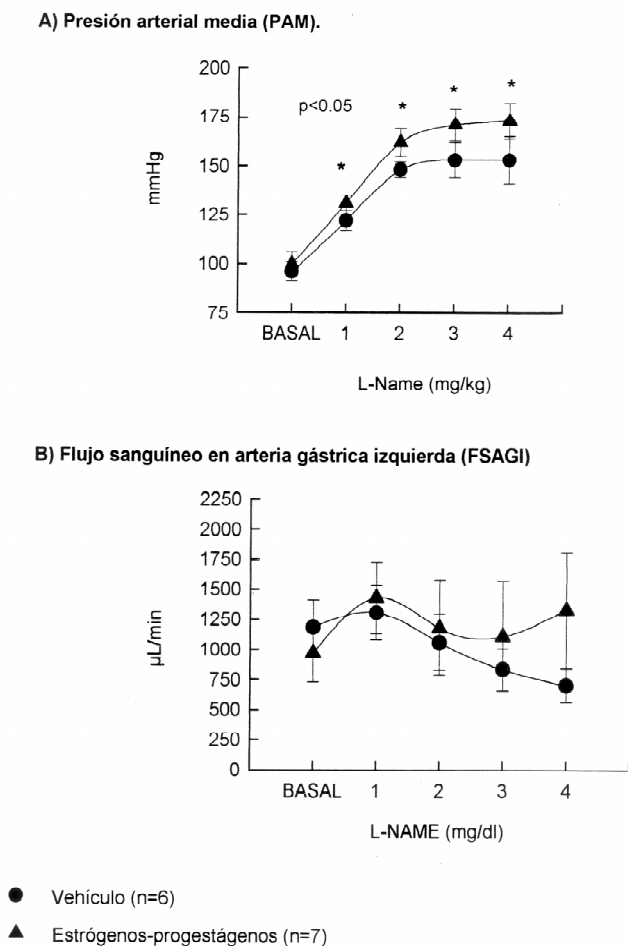 A) Presión arterial media (PAM).
200
175
150
125
100
75
mmHg
p<0.05
*
*
*
*
BASAL 1 2 3 4
L-Name (mg/kg)
B) Flujo sanguíneo en arteria gástrica izquierda (FSAGI)
2250
2000
1750
1500
1250
1000
750
500
250
0
µL/min
BASAL 1 2 3 4
L-NAME (mg/dl)
Vehículo (n=6)
Estrógenos-progestágenos (n=7)